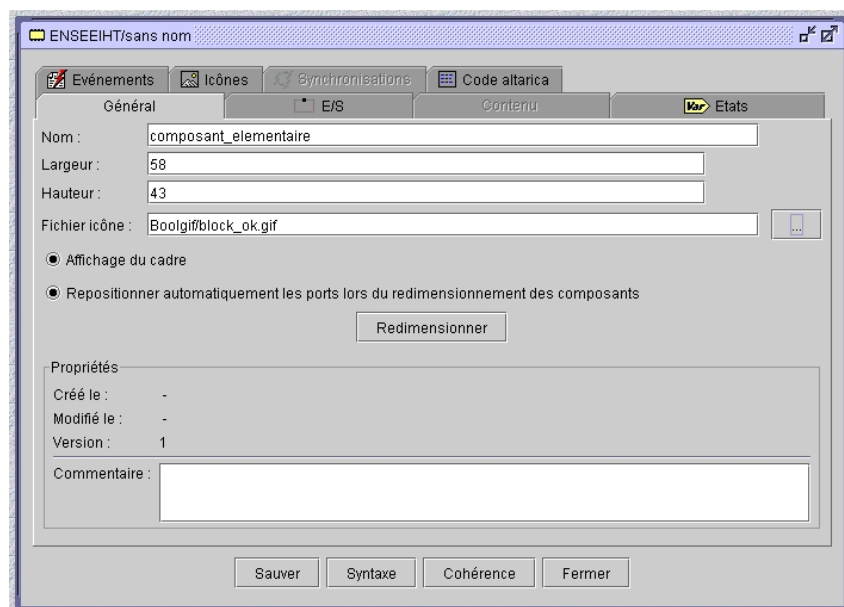 ENSEEIHT/sans nom
Evénements Icônes Synchronisations Code altarica
Général E/S Contenu Var Etats
Nom : composant_elementaire
Largeur : 58
Hauteur : 43
Fichier icône : Boolgif/block_ok.gif ...
Affichage du cadre
Repositionner automatiquement les ports lors du redimensionnement des composants
Redimensionner
Propriétés
Créé le : -
Modifié le : -
Version : 1
Commentaire :
Sauver Syntaxe Cohérence Fermer